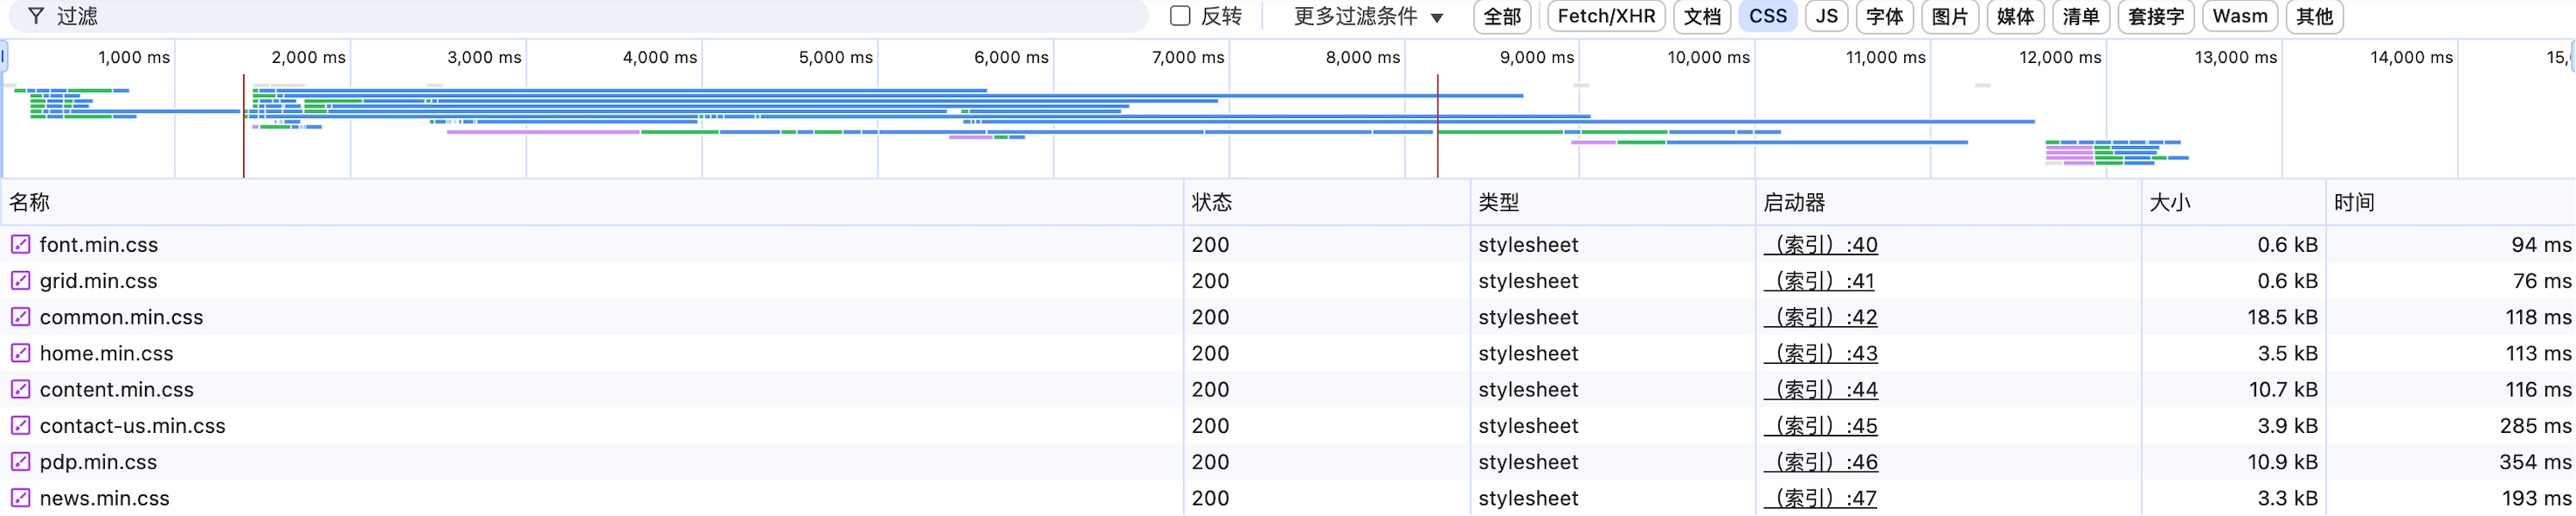 过滤 反转 更多过滤条件 全部 Fetch/XHR 文档 CSS JS 字体 图片 媒体 清单 套接字 Wasm 其他
1,000 ms 2,000 ms 3,000 ms 4,000 ms 5,000 ms 6,000 ms 7,000 ms 8,000 ms 9,000 ms 10,000 ms 11,000 ms 12,000 ms 13,000 ms 14,000 ms 15,
名称 状态 类型 启动器 大小 时间
font.min.css 200 stylesheet （索引）:40 0.6 kB 94 ms
grid.min.css 200 stylesheet （索引）:41 0.6 kB 76 ms
common.min.css 200 stylesheet （索引）:42 18.5 kB 118 ms
home.min.css 200 stylesheet （索引）:43 3.5 kB 113 ms
content.min.css 200 stylesheet （索引）:44 10.7 kB 116 ms
contact-us.min.css 200 stylesheet （索引）:45 3.9 kB 285 ms
pdp.min.css 200 stylesheet （索引）:46 10.9 kB 354 ms
news.min.css 200 stylesheet （索引）:47 3.3 kB 193 ms